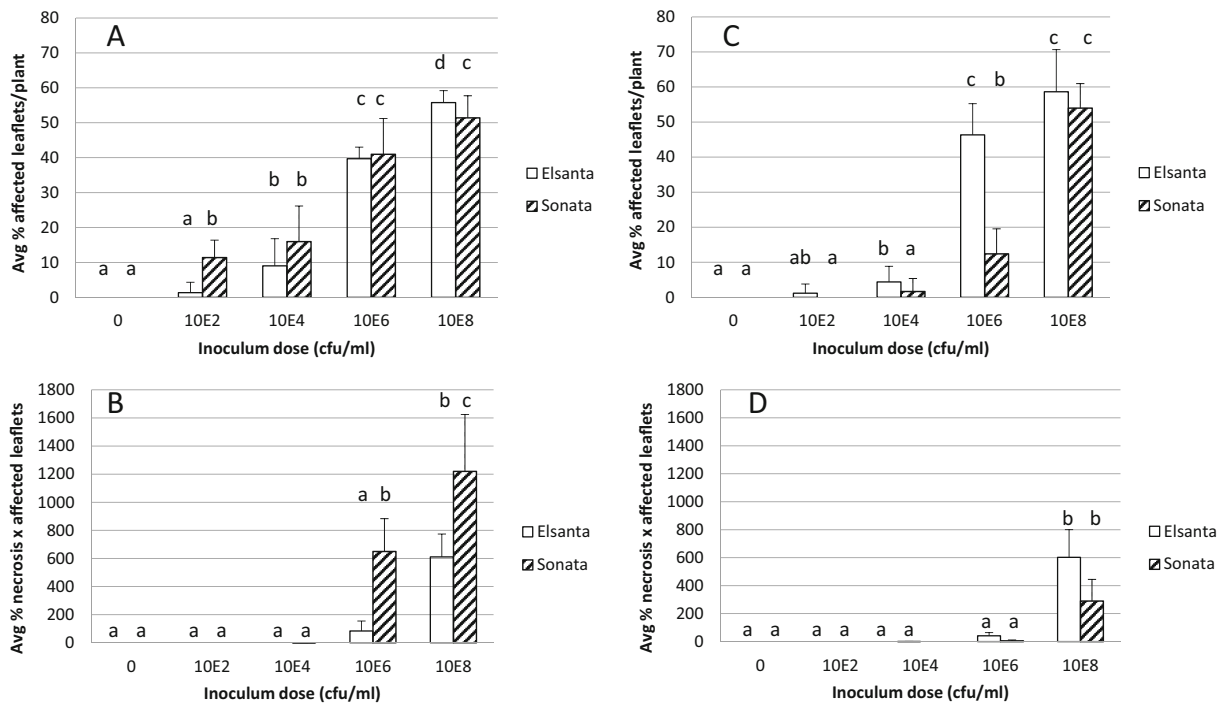 A
Avg % affected leaflets/plant
80
70
60
50
40
30
20
10
0
a a
a b
b b
c c
d c
0 10E2 10E4 10E6 10E8
Inoculum dose (cfu/ml)
Elsanta
Sonata
C
Avg % affected leaflets/plant
80
70
60
50
40
30
20
10
0
a a
ab a
b a
c b
c c
0 10E2 10E4 10E6 10E8
Inoculum dose (cfu/ml)
Elsanta
Sonata
B
Avg % necrosis x affected leaflets
1800
1600
1400
1200
1000
800
600
400
200
0
a a
a a
a a
a b
b c
0 10E2 10E4 10E6 10E8
Inoculum dose (cfu/ml)
Elsanta
Sonata
D
Avg % necrosis x affected leaflets
1800
1600
1400
1200
1000
800
600
400
200
0
a a
a a
a a
a a
b b
0 10E2 10E4 10E6 10E8
Inoculum dose (cfu/ml)
Elsanta
Sonata